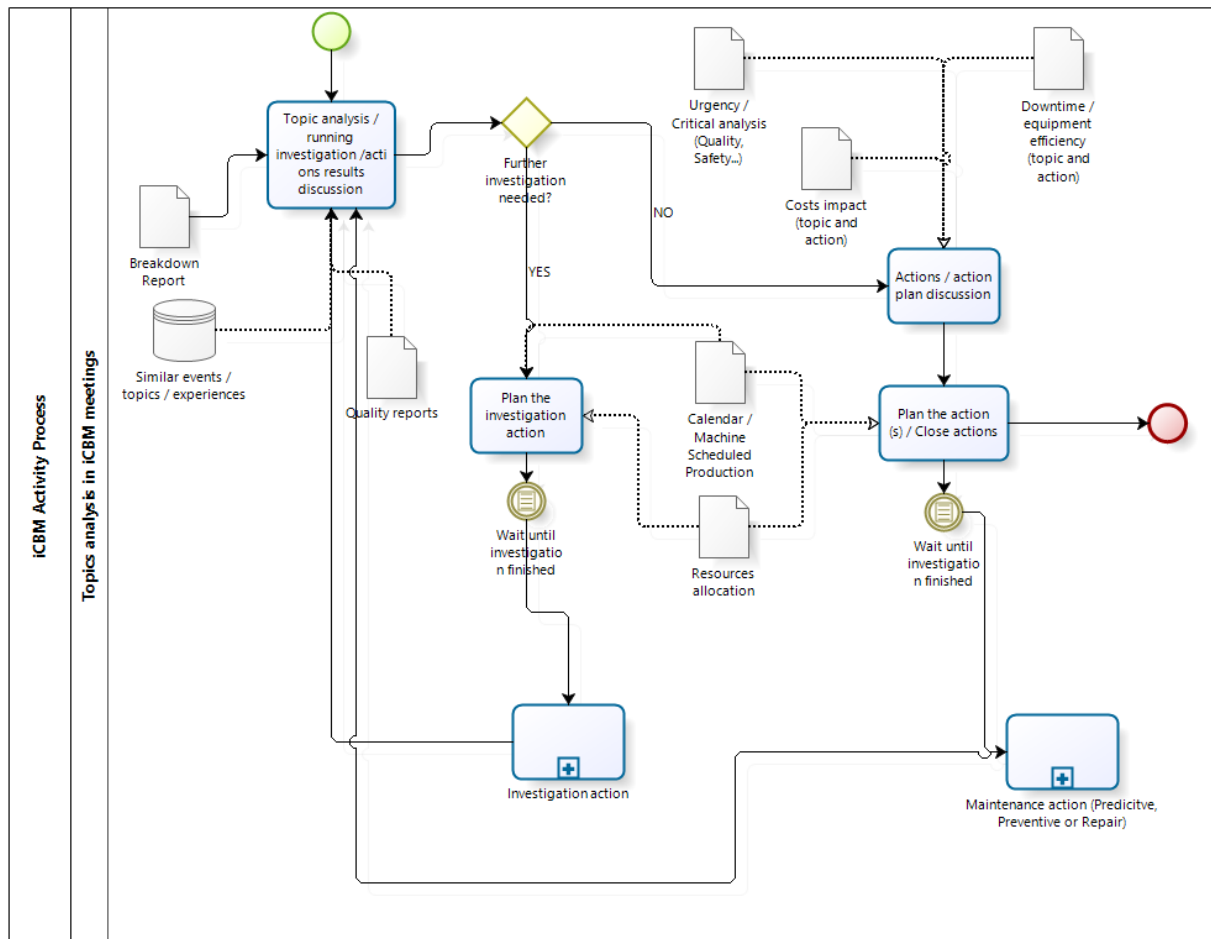 iCBM Activity Process
Topics analysis in iCBM meetings
Topic analysis /
running
investigation /acti
ons results
discussion
Further
investigation
needed?
Urgency /
Critical analysis
(Quality,
Safety...)
Downtime /
equipment
efficiency
(topic and
action)
Costs impact
(topic and
action)
NO
YES
Breakdown
Report
Similar events /
topics / experiences
Quality reports
Actions / action
plan discussion
Plan the
investigation
action
Calendar /
Machine
Scheduled
Production
Plan the action
(s) / Close actions
Wait until
investigatio
n finished
Resources
allocation
Wait until
investigatio
n finished
Investigation action
Maintenance action (Predicitve,
Preventive or Repair)